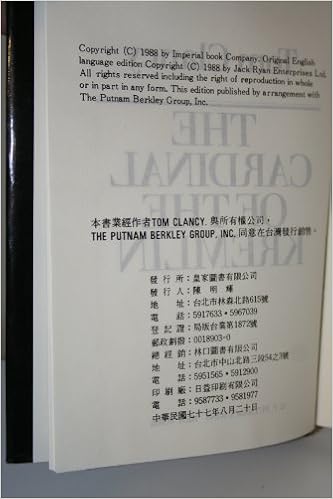 Copyright (C) 1988 by Imperial book Company. Original English
language edition Copyright (C) 1988 by Jack Ryan Enterprises Ltd.
All rights reserved including the right of reproduction in whole
or in part in any form. This edition published by arrangement with
The Putnam Berkley Group, Inc.
THE
CARDINAL
OF THE
KREMLIN
本書業經作者TOM CLANCY. 與所有權公司,
THE PUTNAM BERKLEY GROUP, INC. 同意在台灣發行銷售。
發行所:皇家圖書有限公司
發行人:陳明輝
地址:台北市林森北路615號
電話:5917633·5967039
登記證:局版台業第1872號
郵政劃撥:0018903-0
總經銷:林口圖書有限公司
地址:台北市中山北路三段54之3號
電話:5951565·5912900
印刷廠:日盈印刷有限公司
電話:9587733·9581977
中華民國七十七年八月二十日